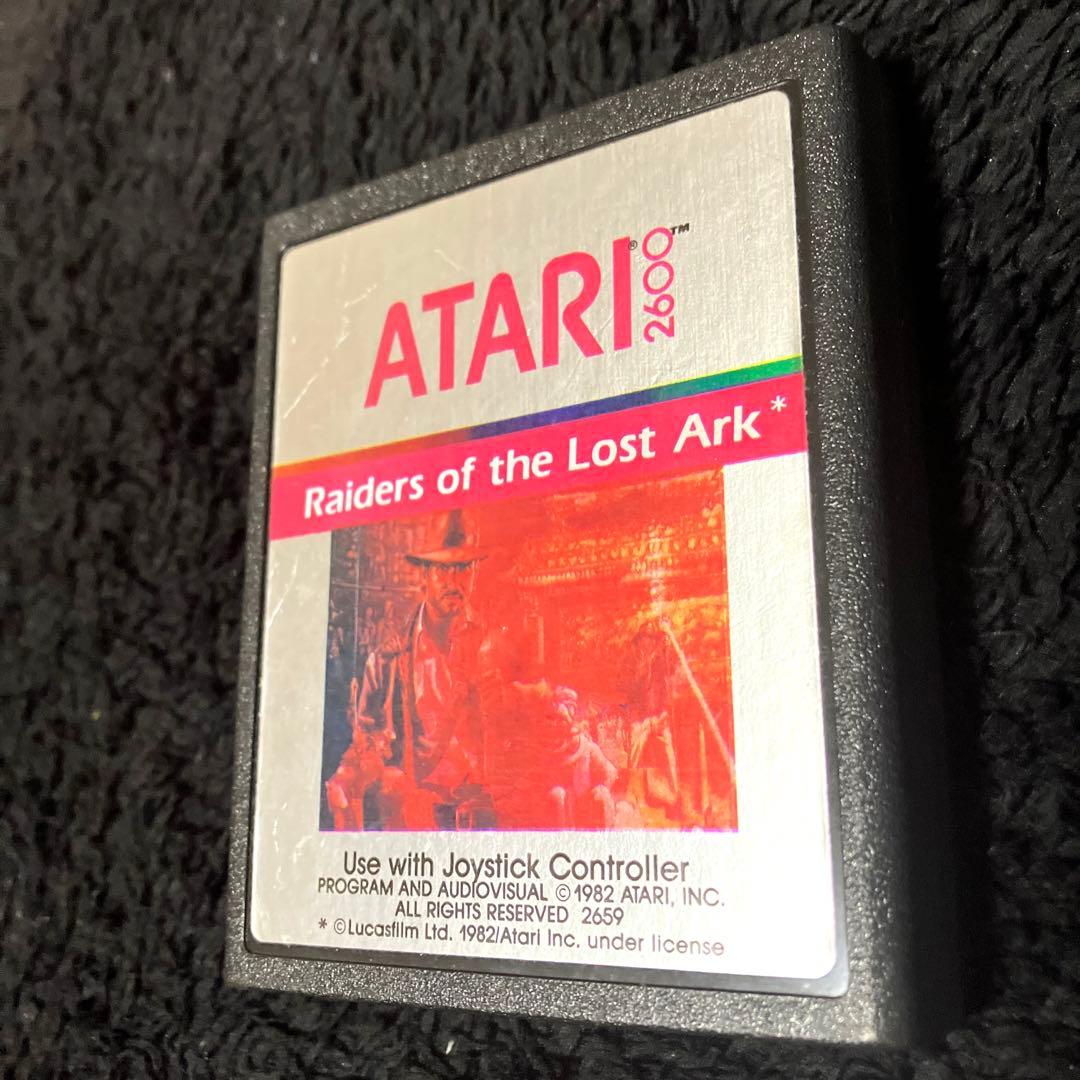 ATARI® 2600™
Raiders of the Lost Ark*
Use with Joystick Controller
PROGRAM AND AUDIOVISUAL ©1982 ATARI, INC.
ALL RIGHTS RESERVED 2659
* ©Lucasfilm Ltd. 1982/Atari Inc. under license